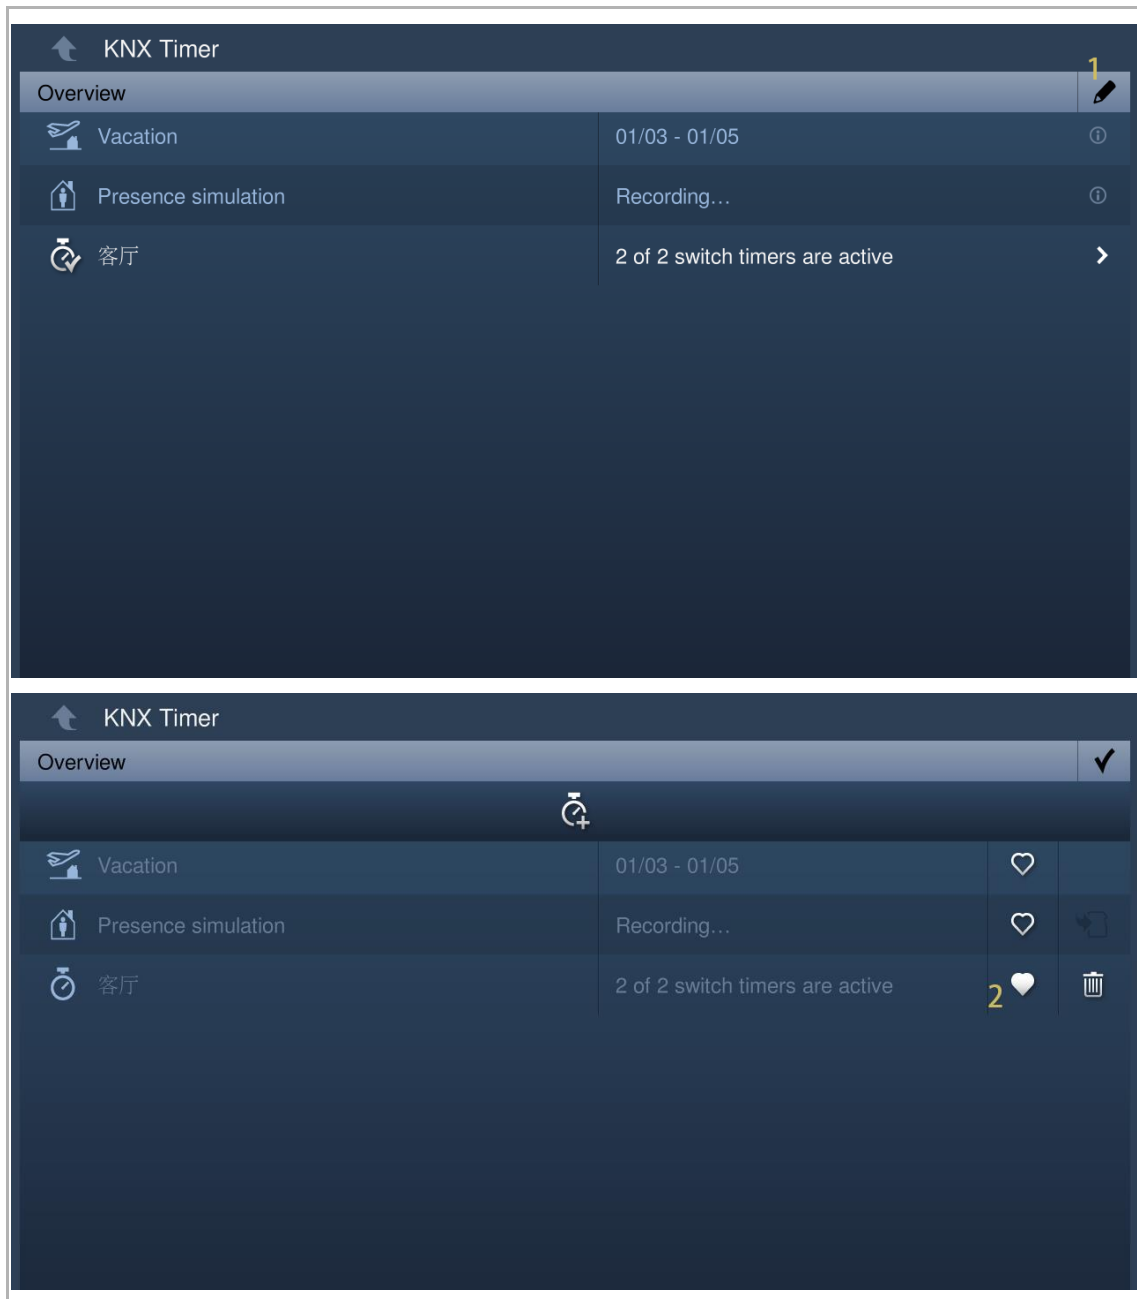 KNX Timer
1
Overview
Vacation 01/03 - 01/05
Presence simulation Recording...
客厅 2 of 2 switch timers are active
KNX Timer
Overview
Vacation 01/03 - 01/05
Presence simulation Recording...
客厅 2 of 2 switch timers are active 2